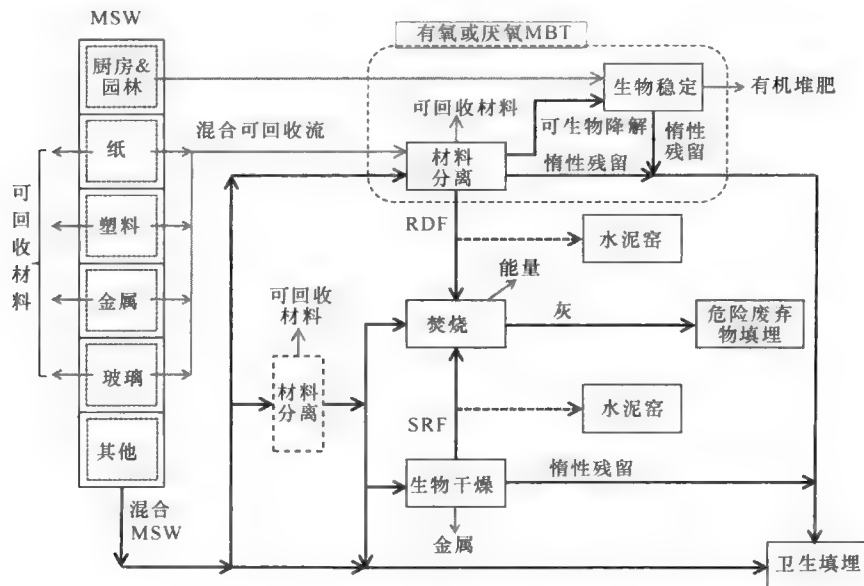 MSW
有氧或厌氧MBT
厨房&
园林
生物稳定
有机堆肥
可回收材料
混合可回收流
可生物降解
惰性
残留
纸
材料
分离
惰性残留
可回收材料
塑料
RDF
水泥窑
能量
金属
可回收
材料
焚烧
灰
危险废弃
物填埋
玻璃
材料
分离
水泥窑
SRF
其他
生物干燥
惰性残留
混合
MSW
金属
卫生填埋